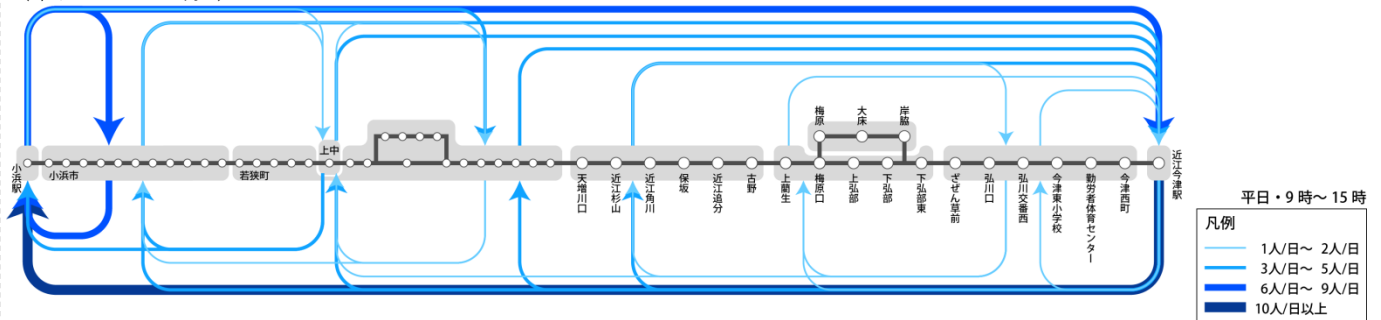 小浜駅
小浜市
若狭町
上中
天増川口
近江杉山
近江角川
保坂
近江追分
古野
上藺生
梅原
大床
岸脇
梅原口
上弘部
下弘部
下弘部東
ざぜん草前
弘川口
弘川交番西
今津東小学校
勤労者体育センター
今津西町
近江今津駅
平日・9時～15時
凡例
1人/日～ 2人/日
3人/日～ 5人/日
6人/日～ 9人/日
10人/日以上